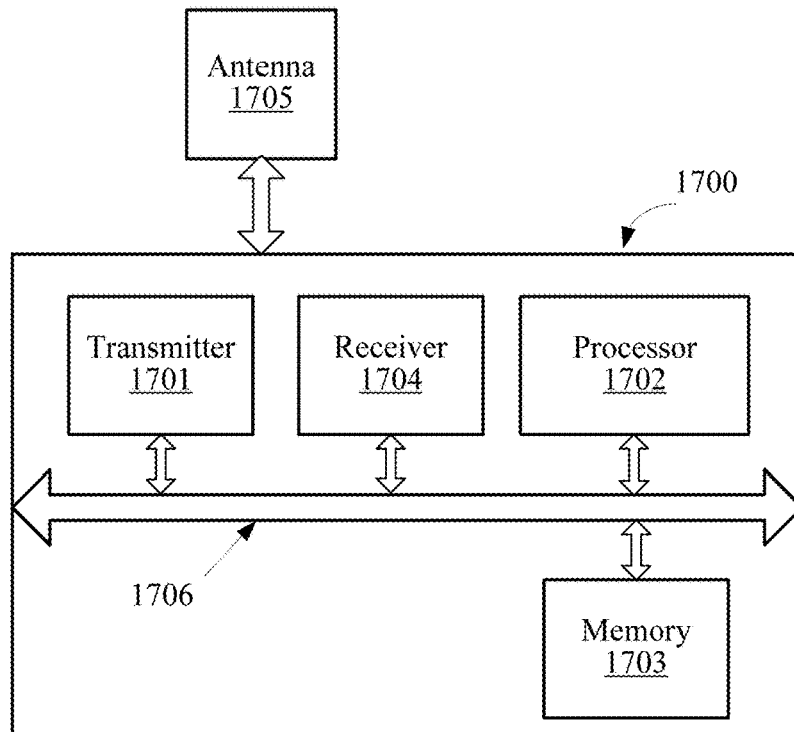 Antenna
1705
1700
Transmitter
1701
Receiver
1704
Processor
1702
1706
Memory
1703